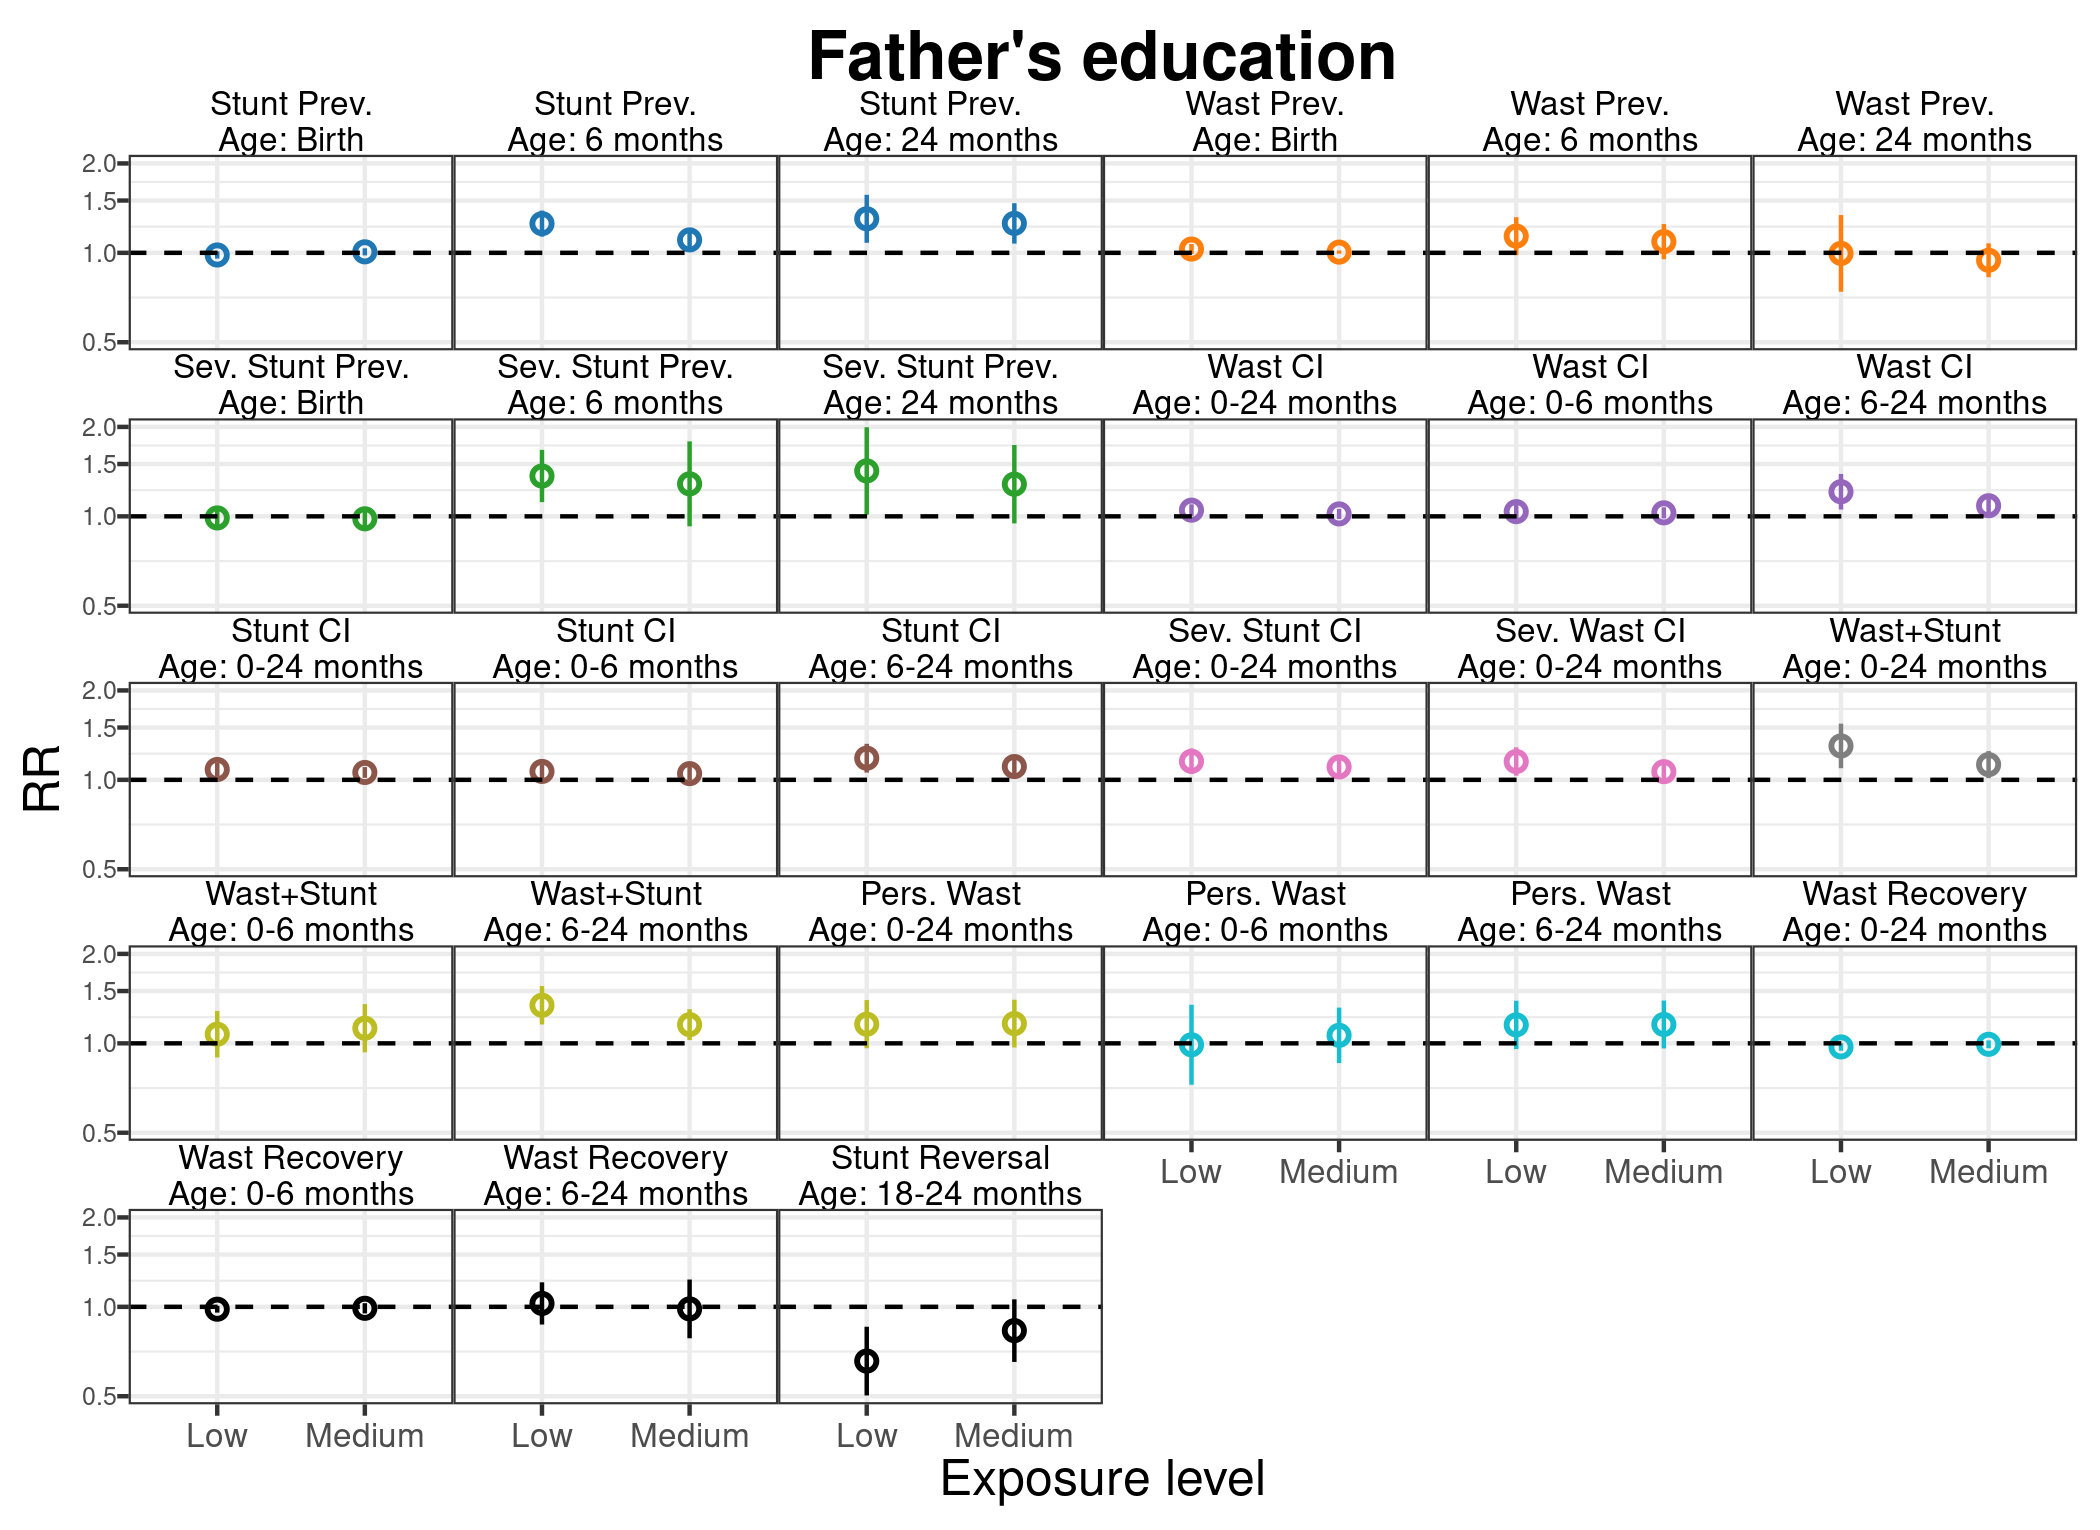 Father's education
Stunt Prev.
Age: Birth
Stunt Prev.
Age: 6 months
Stunt Prev.
Age: 24 months
Wast Prev.
Age: Birth
Wast Prev.
Age: 6 months
Wast Prev.
Age: 24 months
2.0
1.5
1.0
0.5
Sev. Stunt Prev.
Age: Birth
Sev. Stunt Prev.
Age: 6 months
Sev. Stunt Prev.
Age: 24 months
Wast CI
Age: 0-24 months
Wast CI
Age: 0-6 months
Wast CI
Age: 6-24 months
2.0
1.5
1.0
0.5
Stunt CI
Age: 0-24 months
Stunt CI
Age: 0-6 months
Stunt CI
Age: 6-24 months
Sev. Stunt CI
Age: 0-24 months
Sev. Wast CI
Age: 0-24 months
Wast+Stunt
Age: 0-24 months
2.0
1.5
1.0
0.5
RR
Wast+Stunt
Age: 0-6 months
Wast+Stunt
Age: 6-24 months
Pers. Wast
Age: 0-24 months
Pers. Wast
Age: 0-6 months
Pers. Wast
Age: 6-24 months
Wast Recovery
Age: 0-24 months
2.0
1.5
1.0
0.5
Low Medium Low Medium Low Medium
Wast Recovery
Age: 0-6 months
Wast Recovery
Age: 6-24 months
Stunt Reversal
Age: 18-24 months
2.0
1.5
1.0
0.5
Low Medium Low Medium Low Medium
Exposure level